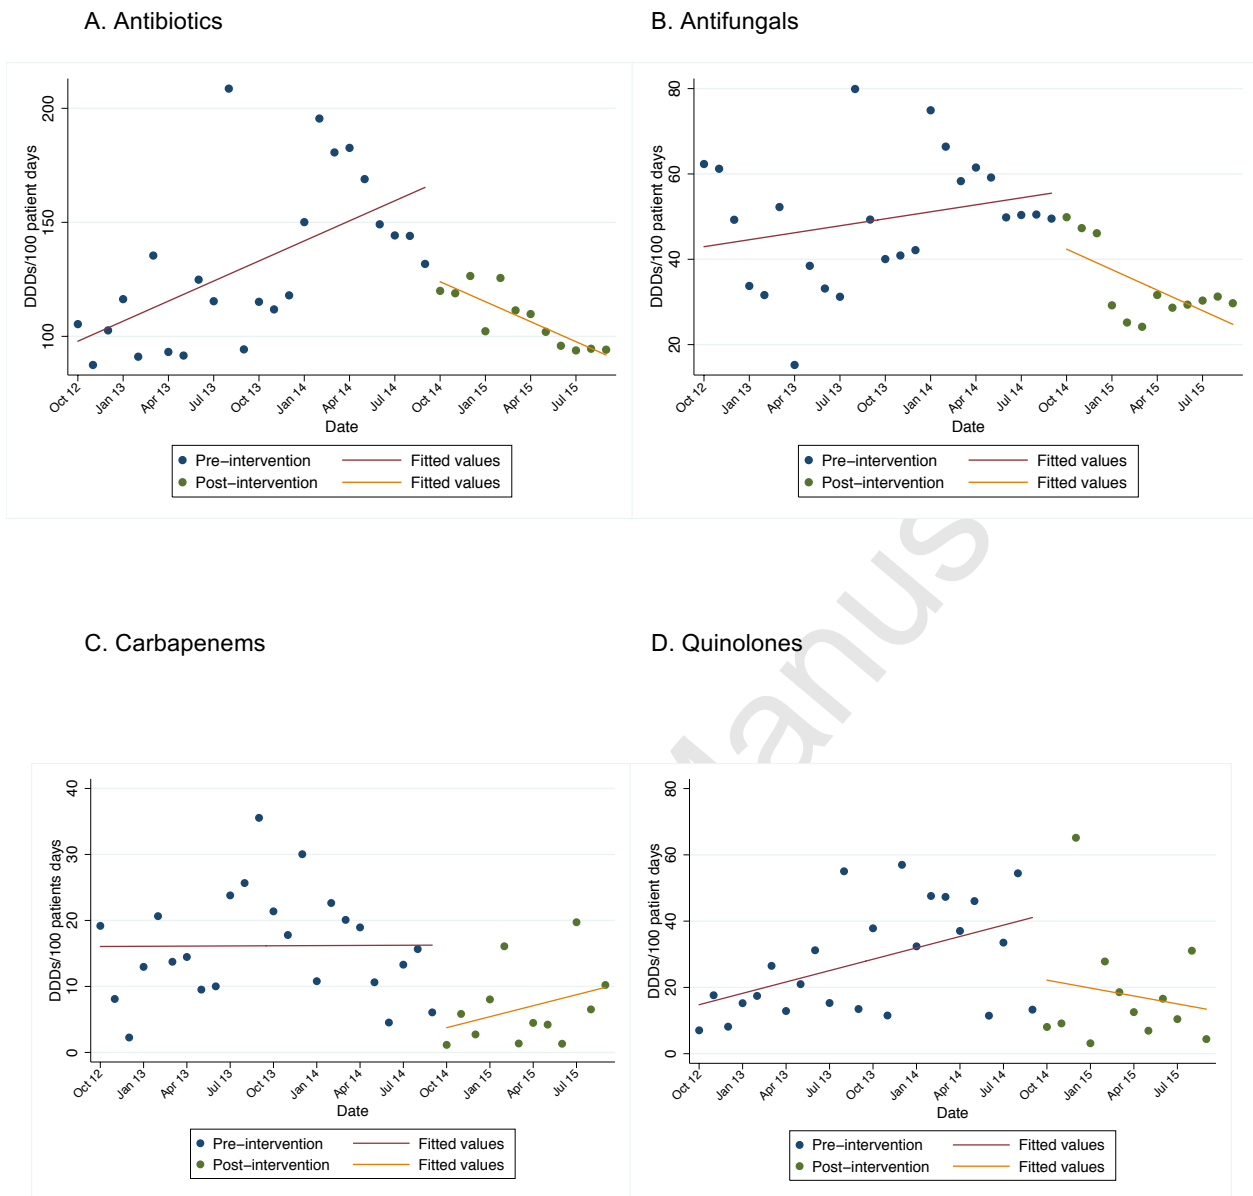 A. Antibiotics
B. Antifungals
DDDs/100 patient days
200
150
100
Oct 12
Jan 13
Apr 13
Jul 13
Oct 13
Jan 14
Apr 14
Jul 14
Oct 14
Jan 15
Apr 15
Jul 15
Date
Pre−intervention Fitted values
Post−intervention Fitted values
DDDs/100 patient days
80
60
40
20
Oct 12
Jan 13
Apr 13
Jul 13
Oct 13
Jan 14
Apr 14
Jul 14
Oct 14
Jan 15
Apr 15
Jul 15
Date
Pre−intervention Fitted values
Post−intervention Fitted values
Manus
C. Carbapenems
D. Quinolones
DDDs/100 patients days
40
30
20
10
0
Oct 12
Jan 13
Apr 13
Jul 13
Oct 13
Jan 14
Apr 14
Jul 14
Oct 14
Jan 15
Apr 15
Jul 15
Date
Pre−intervention Fitted values
Post−intervention Fitted values
DDDs/100 patient days
80
60
40
20
0
Oct 12
Jan 13
Apr 13
Jul 13
Oct 13
Jan 14
Apr 14
Jul 14
Oct 14
Jan 15
Apr 15
Jul 15
Date
Pre−intervention Fitted values
Post−intervention Fitted values